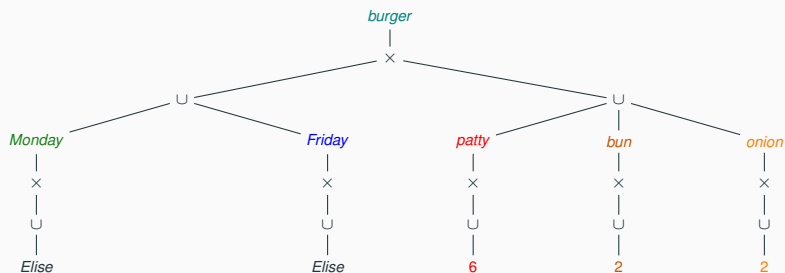 burger
×
∪ ∪
Monday Friday patty bun onion
× × × × ×
∪ ∪ ∪ ∪ ∪
Elise Elise 6 2 2